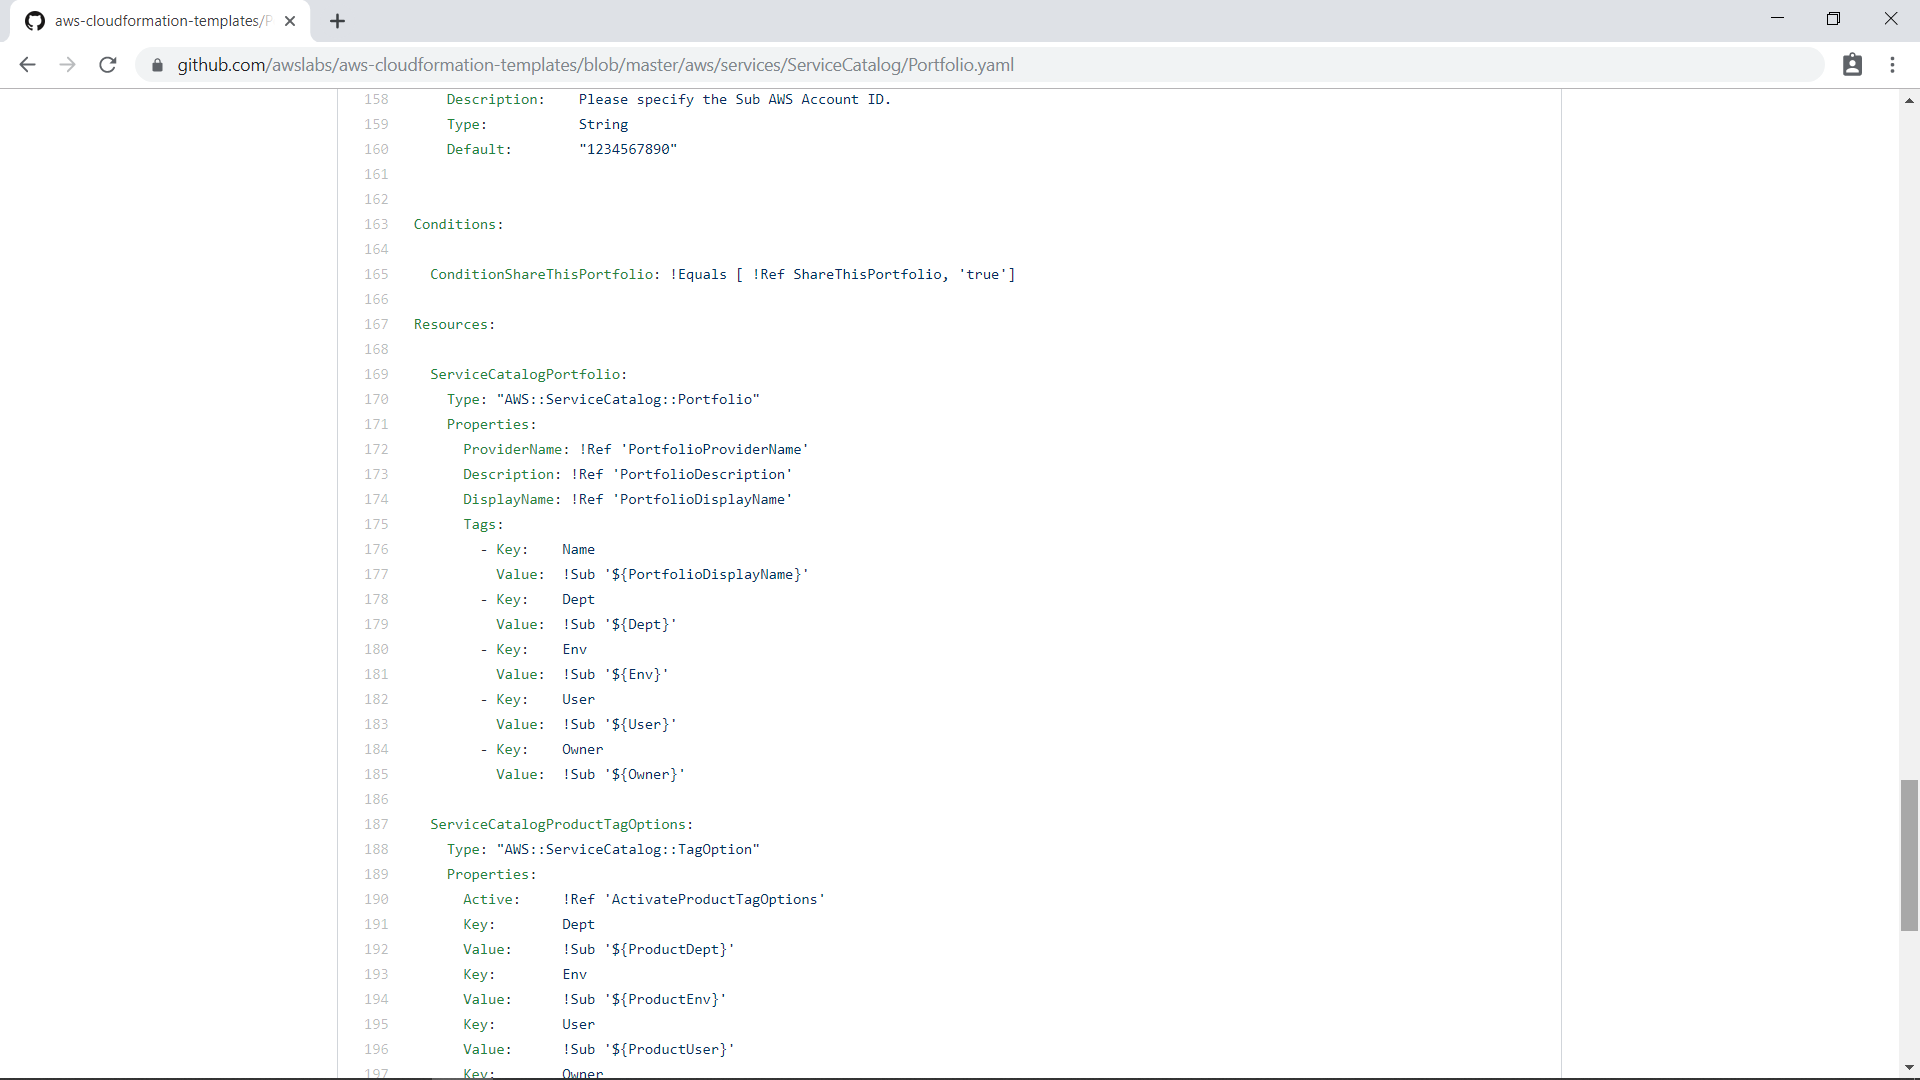 aws-cloudformation-templates/P
github.com/awslabs/aws-cloudformation-templates/blob/master/aws/services/ServiceCatalog/Portfolio.yaml
158 Description: Please specify the Sub AWS Account ID.
159 Type: String
160 Default: "1234567890"
161
162
163 Conditions:
164
165 ConditionShareThisPortfolio: !Equals [ !Ref ShareThisPortfolio, 'true']
166
167 Resources:
168
169 ServiceCatalogPortfolio:
170 Type: "AWS::ServiceCatalog::Portfolio"
171 Properties:
172 ProviderName: !Ref 'PortfolioProviderName'
173 Description: !Ref 'PortfolioDescription'
174 DisplayName: !Ref 'PortfolioDisplayName'
175 Tags:
176 - Key: Name
177 Value: !Sub '${PortfolioDisplayName}'
178 - Key: Dept
179 Value: !Sub '${Dept}'
180 - Key: Env
181 Value: !Sub '${Env}'
182 - Key: User
183 Value: !Sub '${User}'
184 - Key: Owner
185 Value: !Sub '${Owner}'
186
187 ServiceCatalogProductTagOptions:
188 Type: "AWS::ServiceCatalog::TagOption"
189 Properties:
190 Active: !Ref 'ActivateProductTagOptions'
191 Key: Dept
192 Value: !Sub '${ProductDept}'
193 Key: Env
194 Value: !Sub '${ProductEnv}'
195 Key: User
196 Value: !Sub '${ProductUser}'
197 Key: Owner